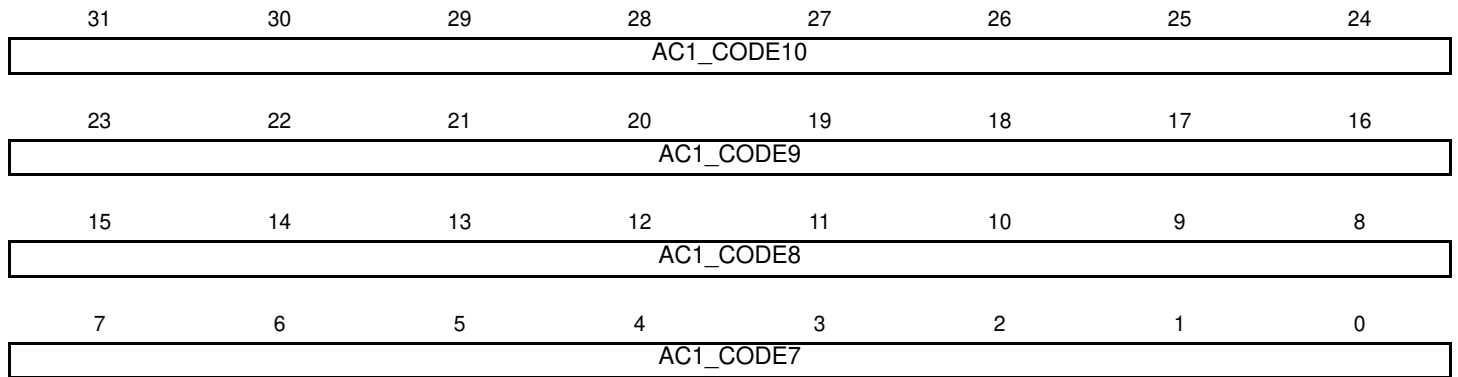 31 30 29 28 27 26 25 24
AC1_CODE10
23 22 21 20 19 18 17 16
AC1_CODE9
15 14 13 12 11 10 9 8
AC1_CODE8
7 6 5 4 3 2 1 0
AC1_CODE7